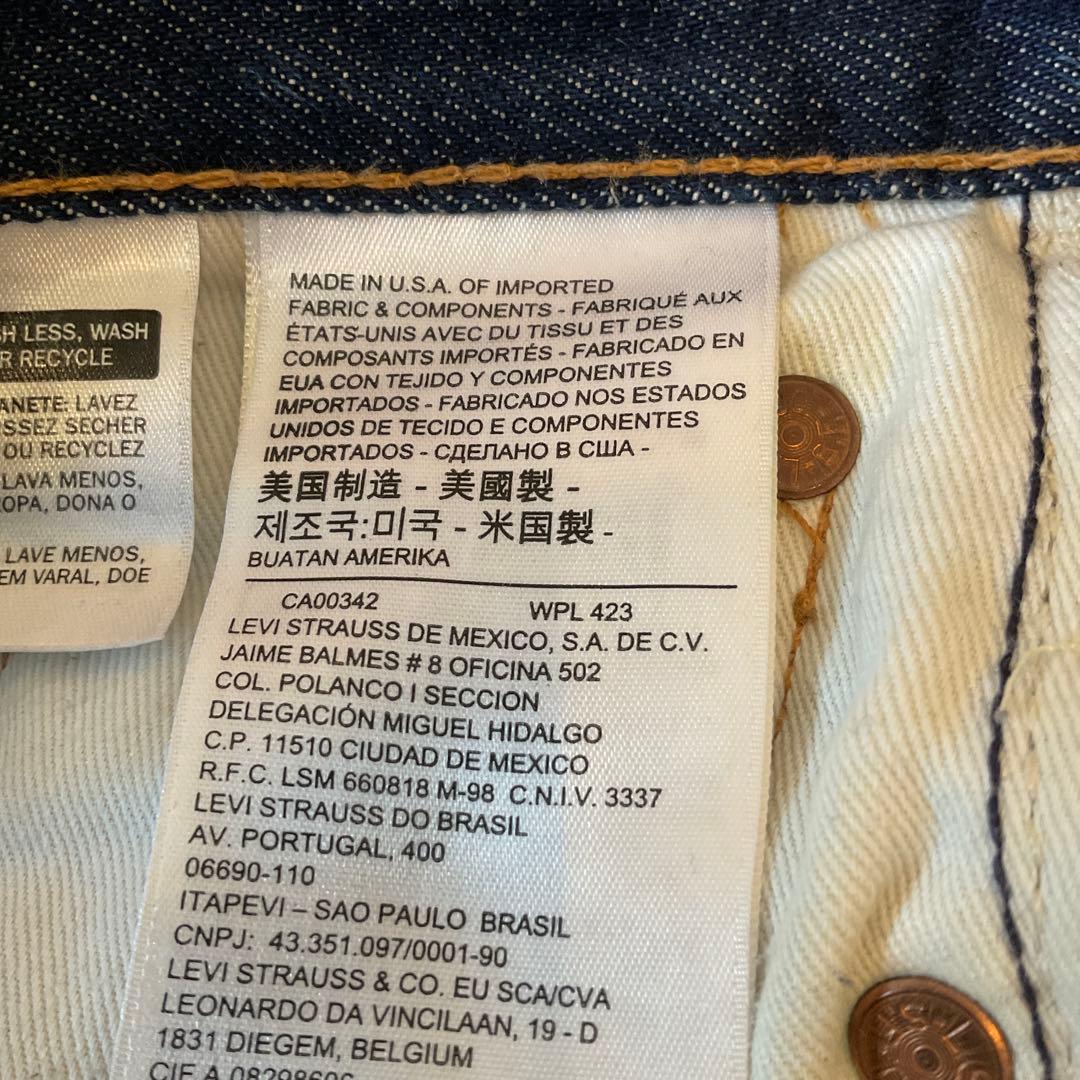 SH LESS, WASH
R RECYCLE
ANETE: LAVEZ
SSEZ SECHER
OU RECYCLEZ
LAVA MENOS,
OPA, DONA O
LAVE MENOS,
EM VARAL, DOE
MADE IN U.S.A. OF IMPORTED
FABRIC & COMPONENTS - FABRIQUÉ AUX
ÉTATS-UNIS AVEC DU TISSU ET DES
COMPOSANTS IMPORTÉS - FABRICADO EN
EUA CON TEJIDO Y COMPONENTES
IMPORTADOS - FABRICADO NOS ESTADOS
UNIDOS DE TECIDO E COMPONENTES
IMPORTADOS - СДЕЛАНО В США -
美国制造 - 美國製 -
제조국:미국 - 米国製 -
BUATAN AMERIKA
CA00342 WPL 423
LEVI STRAUSS DE MEXICO, S.A. DE C.V.
JAIME BALMES # 8 OFICINA 502
COL. POLANCO I SECCION
DELEGACIÓN MIGUEL HIDALGO
C.P. 11510 CIUDAD DE MEXICO
R.F.C. LSM 660818 M-98 C.N.I.V. 3337
LEVI STRAUSS DO BRASIL
AV. PORTUGAL, 400
06690-110
ITAPEVI – SAO PAULO BRASIL
CNPJ: 43.351.097/0001-90
LEVI STRAUSS & CO. EU SCA/CVA
LEONARDO DA VINCILAAN, 19 - D
1831 DIEGEM, BELGIUM
CIF A 08298606